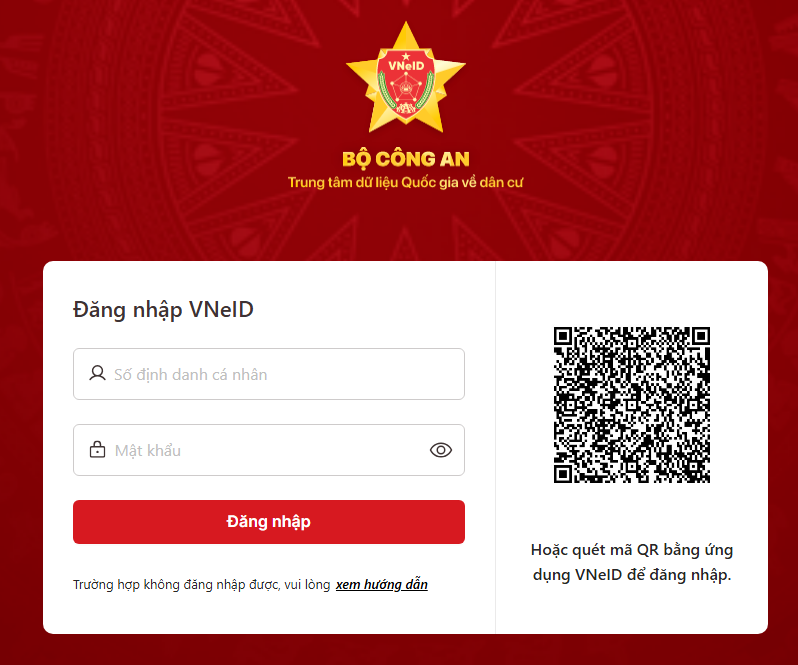 VNeID
BỘ CÔNG AN
Trung tâm dữ liệu Quốc gia về dân cư
Đăng nhập VNeID
Số định danh cá nhân
Mật khẩu
Đăng nhập
Trường hợp không đăng nhập được, vui lòng xem hướng dẫn
Hoặc quét mã QR bằng ứng
dụng VNeID để đăng nhập.